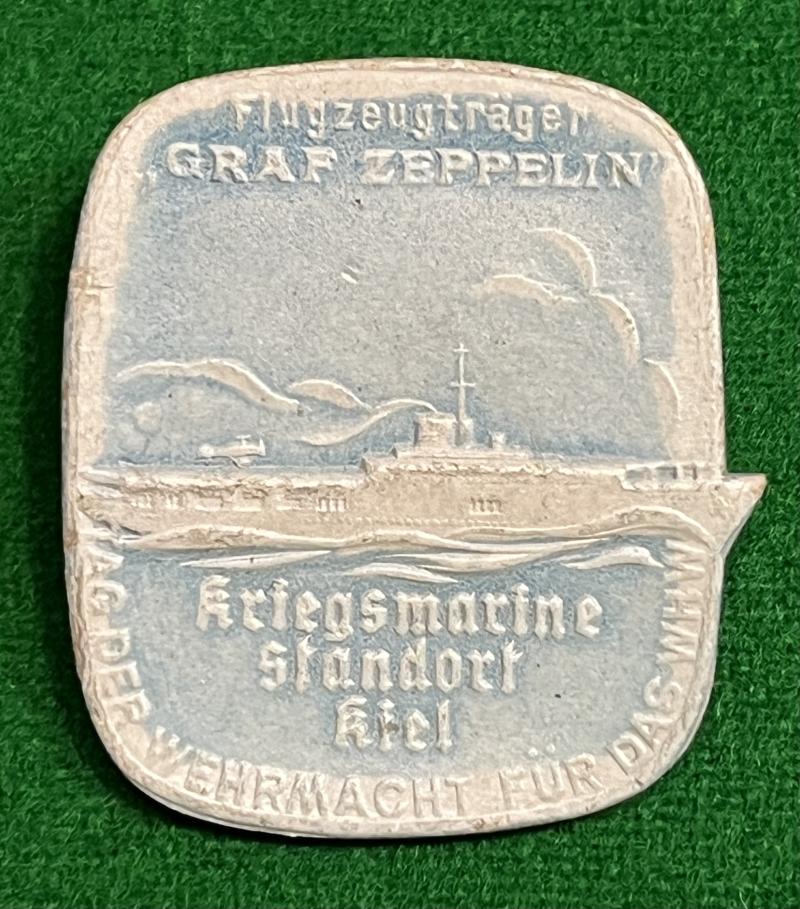 Flugzeugträger
„GRAF ZEPPELIN"
Kriegsmarine
standort
Kiel
TAG DER WEHRMACHT FÜR DAS WHW